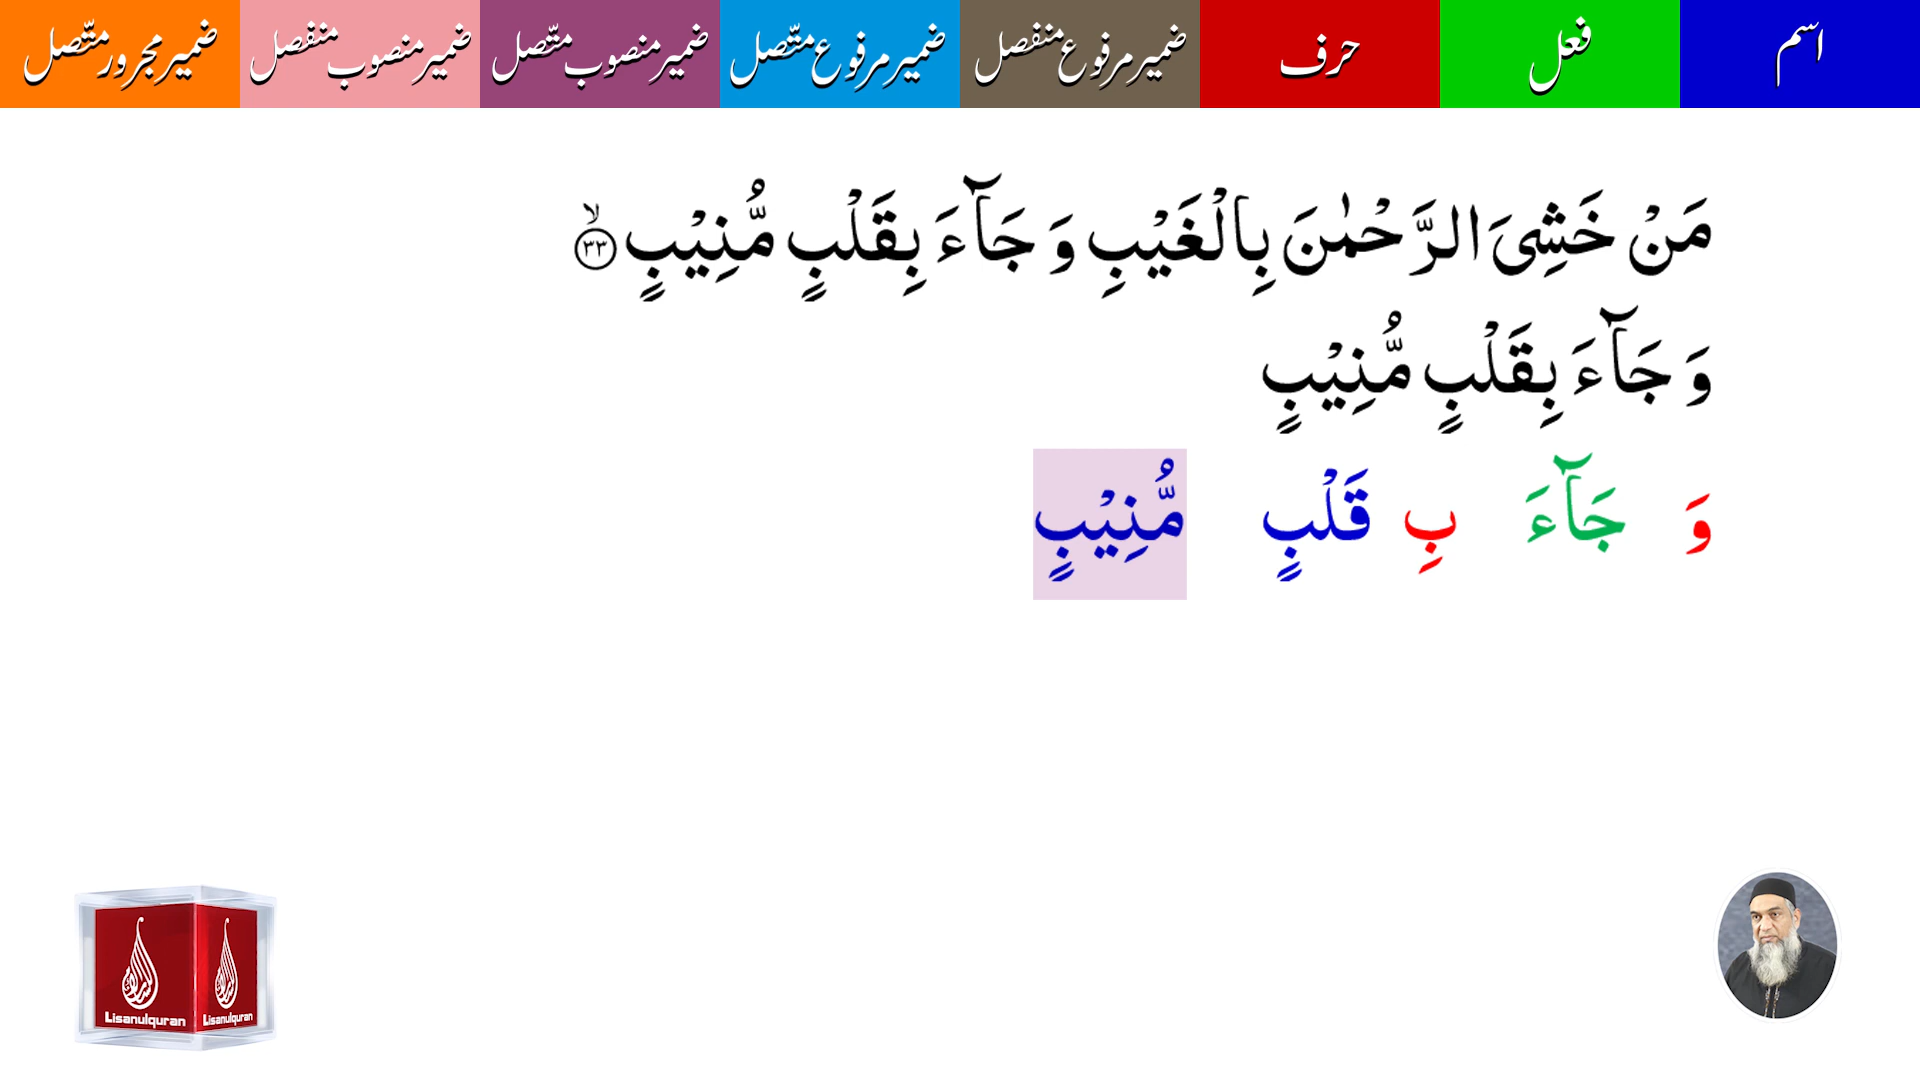 اسم فعل حرف ضمیر مرفوع منفصل ضمیر مرفوع متّصل ضمیر منصوب متّصل ضمیر منصوب منفصل ضمیر مجرور متّصل
مَنْ خَشِیَ الرَّحْمٰنَ بِالْغَیْبِ وَ جَآءَ بِقَلْبٍ مُّنِیْبٍ ۙ﴿۳۳﴾
وَ جَآءَ بِقَلْبٍ مُّنِیْبٍ
وَ جَآءَ بِ قَلْبٍ مُّنِیْبٍ
Lisanulquran Lisanulquran